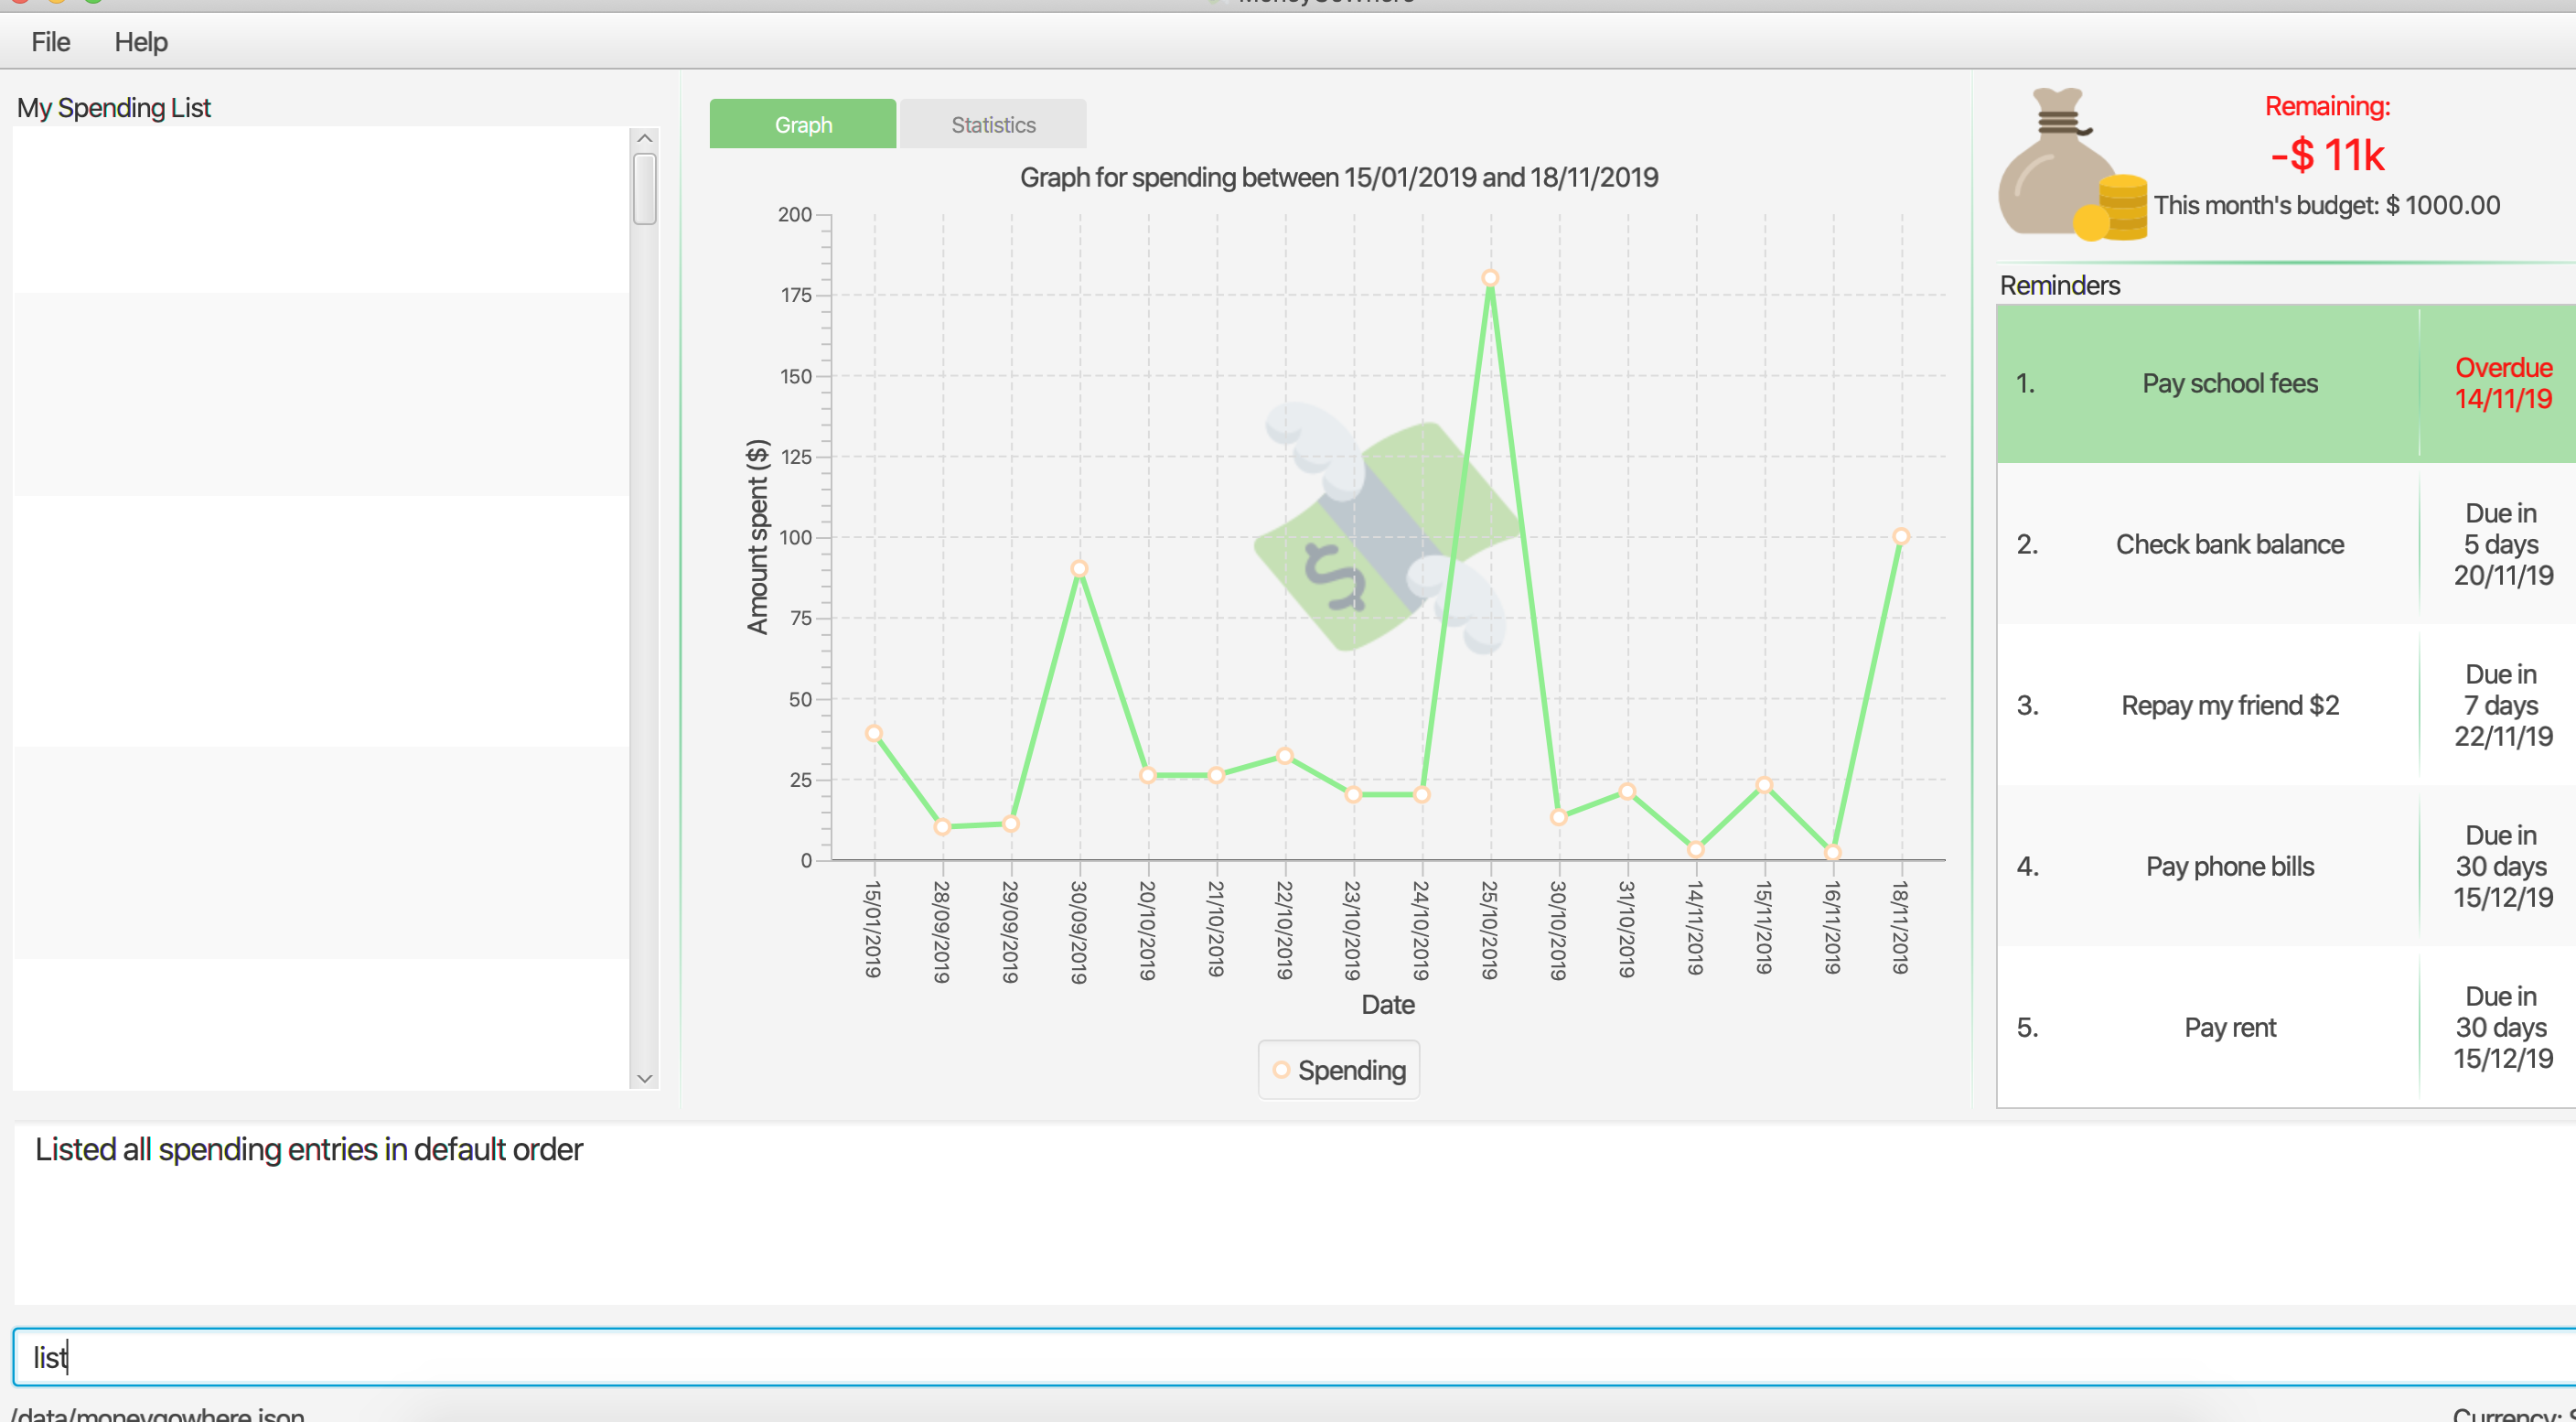 MoneyGoWhere
File Help
My Spending List
Graph Statistics
Graph for spending between 15/01/2019 and 18/11/2019
200
175
150
125
100
75
50
25
0
Amount spent ($)
15/01/2019
28/09/2019
29/09/2019
30/09/2019
20/10/2019
21/10/2019
22/10/2019
23/10/2019
24/10/2019
25/10/2019
30/10/2019
31/10/2019
14/11/2019
15/11/2019
16/11/2019
18/11/2019
Date
Spending
Remaining:
-$ 11k
This month's budget: $ 1000.00
Reminders
1. Pay school fees
Overdue
14/11/19
2. Check bank balance
Due in
5 days
20/11/19
3. Repay my friend $2
Due in
7 days
22/11/19
4. Pay phone bills
Due in
30 days
15/12/19
5. Pay rent
Due in
30 days
15/12/19
Listed all spending entries in default order
list
/data/moneygowhere.json
Currency: $